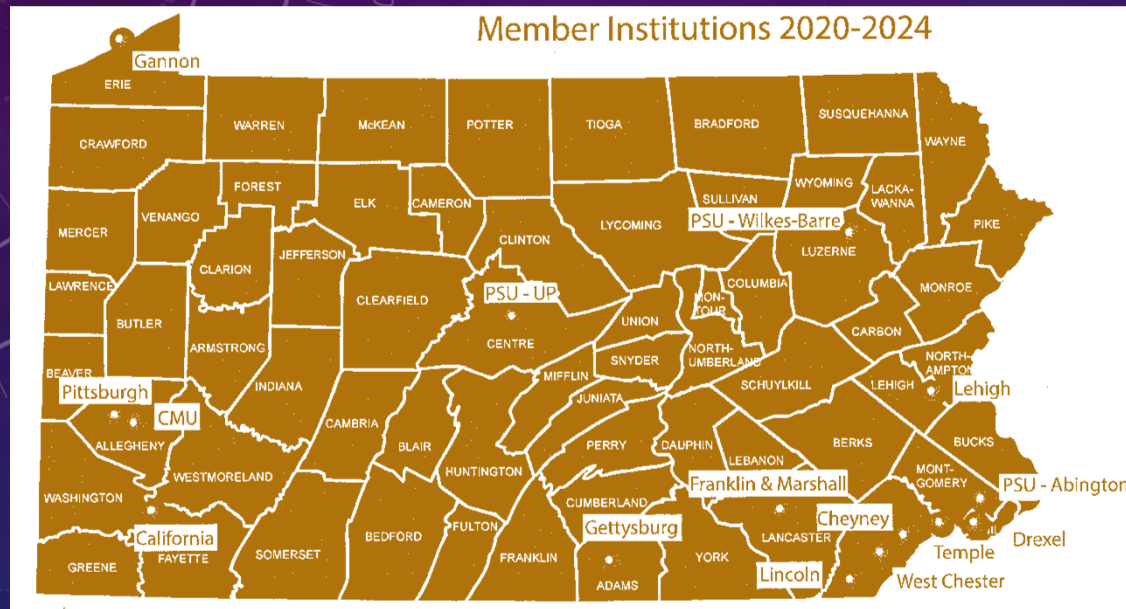 Member Institutions 2020-2024
Gannon
ERIE
CRAWFORD
WARREN
McKEAN
POTTER
TIOGA
BRADFORD
SUSQUEHANNA
WAYNE
WYOMING
LACKA-
WANNA
PIKE
FOREST
ELK
CAMERON
SULLIVAN
MERCER
VENANGO
CLINTON
LYCOMING
PSU - Wilkes-Barre
LUZERNE
JEFFERSON
CLARION
LAWRENCE
CLEARFIELD
PSU - UP
MON-
TOUR
COLUMBIA
MONROE
BUTLER
UNION
CARBON
ARMSTRONG
CENTRE
SNYDER
NORTH-
UMBERLAND
NORTH-
AMPTON
BEAVER
INDIANA
MIFFLIN
SCHUYLKILL
LEHIGH
Lehigh
Pittsburgh
CMU
JUNIATA
CAMBRIA
BLAIR
PERRY
DAUPHIN
BERKS
BUCKS
ALLEGHENY
LEBANON
MONT-
GOMERY
HUNTINGTON
WESTMORELAND
Franklin & Marshall
PSU - Abington
WASHINGTON
CUMBERLAND
Gettysburg
Cheyney
California
FULTON
LANCASTER
Drexel
Temple
GREENE
FAYETTE
SOMERSET
BEDFORD
FRANKLIN
ADAMS
YORK
Lincoln
West Chester